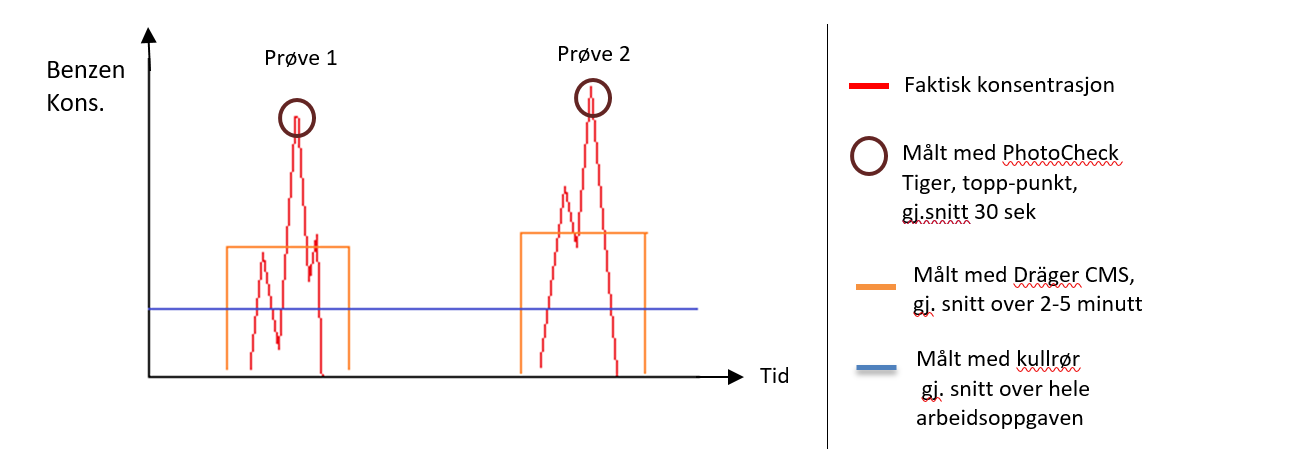 Benzen
Kons.
Prøve 1
Prøve 2
Tid
Faktisk konsentrasjon
Målt med PhotoCheck
Tiger, topp-punkt,
gj.snitt 30 sek
Målt med Dräger CMS,
gj. snitt over 2-5 minutt
Målt med kullrør
gj. snitt over hele
arbeidsoppgaven